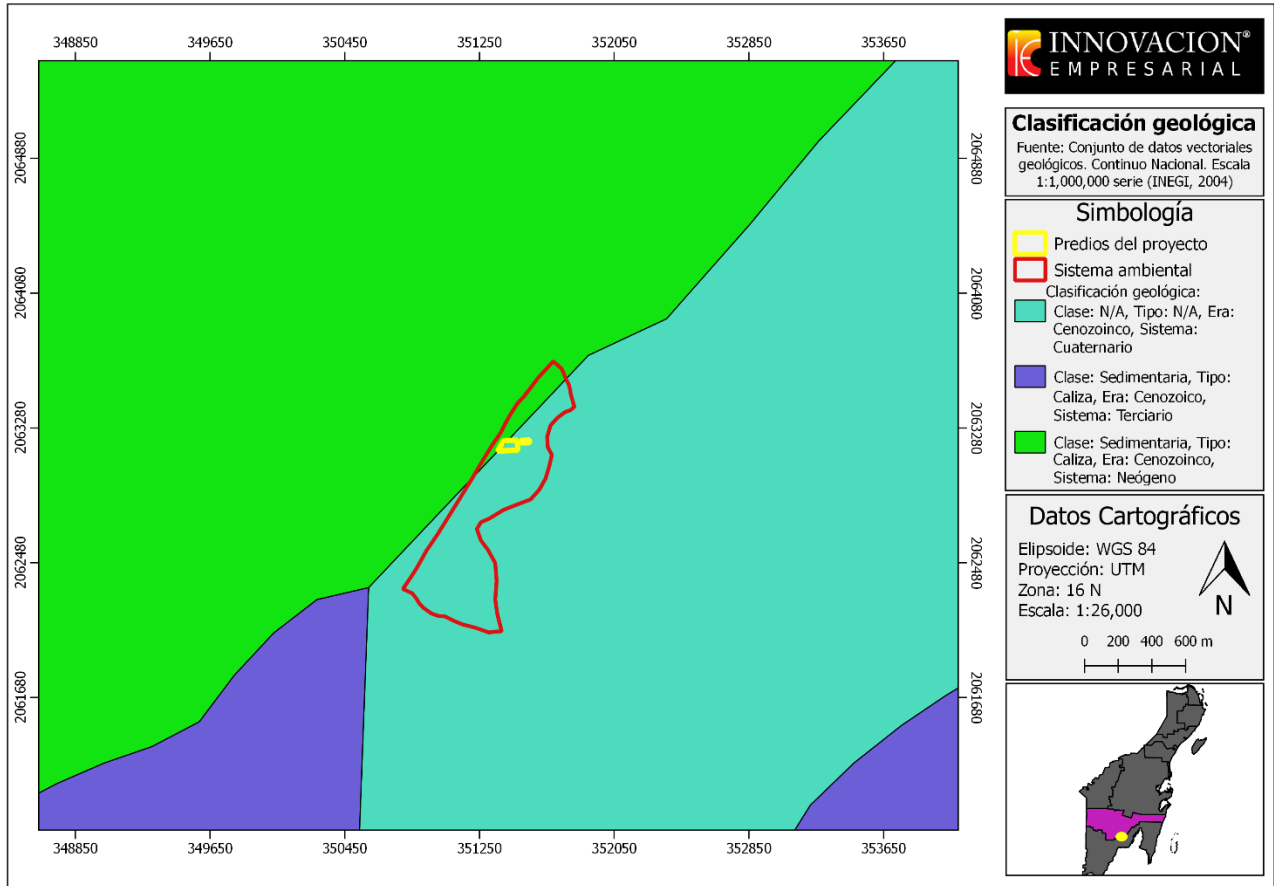 348850 349650 350450 351250 352050 352850 353650
2064880 2064880
2064080 2064080
2063280 2063280
2062480 2062480
2061680 2061680
348850 349650 350450 351250 352050 352850 353650
IE INNOVACION®
EMPRESARIAL
Clasificación geológica
Fuente: Conjunto de datos vectoriales
geológicos. Continuo Nacional. Escala
1:1,000,000 serie (INEGI, 2004)
Simbología
Predios del proyecto
Sistema ambiental
Clasificación geológica:
Clase: N/A, Tipo: N/A, Era:
Cenozoinco, Sistema:
Cuaternario
Clase: Sedimentaria, Tipo:
Caliza, Era: Cenozoico,
Sistema: Terciario
Clase: Sedimentaria, Tipo:
Caliza, Era: Cenozoinco,
Sistema: Neógeno
Datos Cartográficos
Elipsoide: WGS 84
Proyección: UTM
Zona: 16 N
Escala: 1:26,000
N
0 200 400 600 m